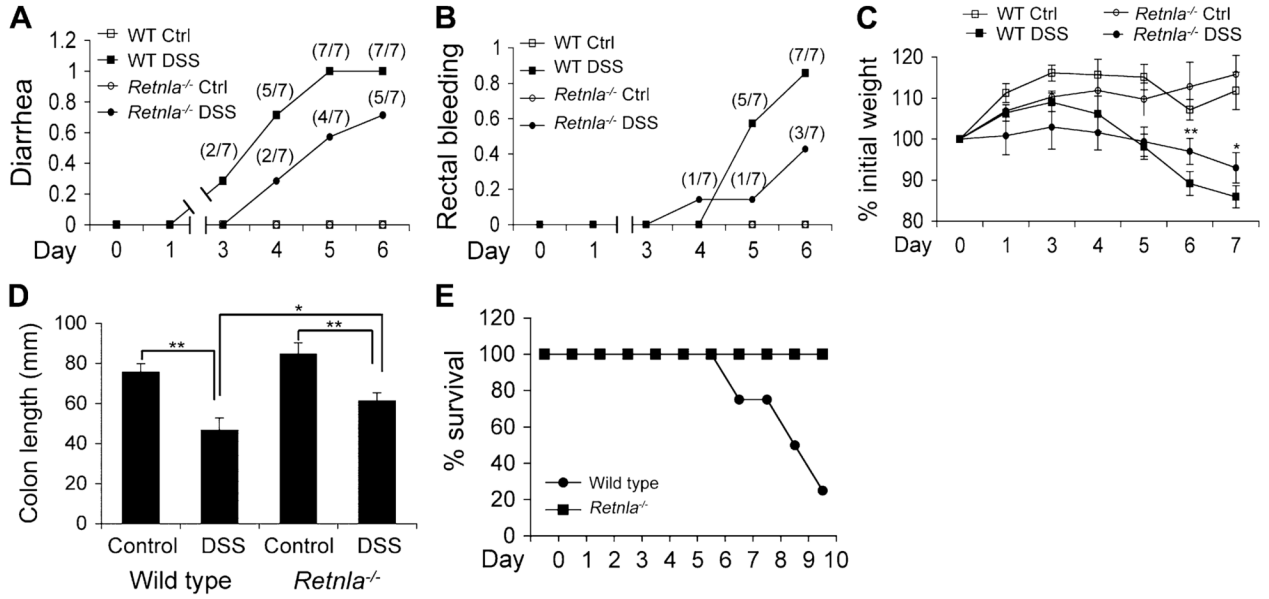 A
WT Ctrl
WT DSS
Retnla-/- Ctrl
Retnla-/- DSS
Diarrhea
1.2
1
0.8
0.6
0.4
0.2
0
(2/7)
(5/7)
(7/7)
(7/7)
(2/7)
(4/7)
(5/7)
Day 0 1 3 4 5 6
B
WT Ctrl
WT DSS
Retnla-/- Ctrl
Retnla-/- DSS
Rectal bleeding
1
0.8
0.6
0.4
0.2
0
(7/7)
(5/7)
(3/7)
(1/7)
(1/7)
Day 0 1 3 4 5 6
C
WT Ctrl
WT DSS
Retnla-/- Ctrl
Retnla-/- DSS
% initial weight
120
110
100
90
80
**
*
Day 0 1 3 4 5 6 7
D
Colon length (mm)
100
80
60
40
20
0
**
*
**
Control DSS Control DSS
Wild type Retnla-/-
E
% survival
120
100
80
60
40
20
0
Wild type
Retnla-/-
Day 0 1 2 3 4 5 6 7 8 9 10